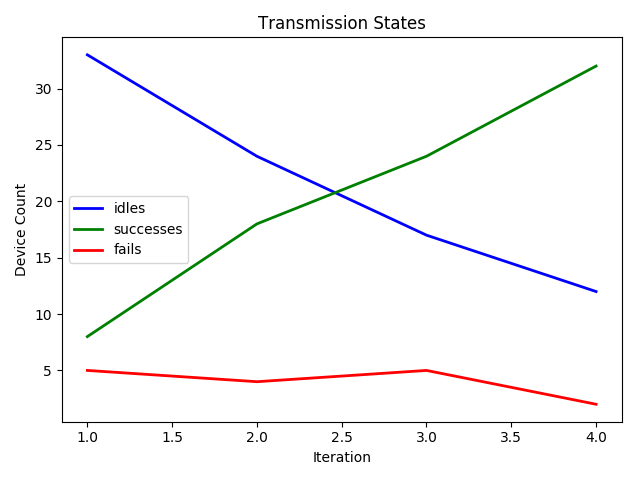 Transmission States
Device Count
30
25
20
15
10
5
idles
successes
fails
1.0 1.5 2.0 2.5 3.0 3.5 4.0
Iteration